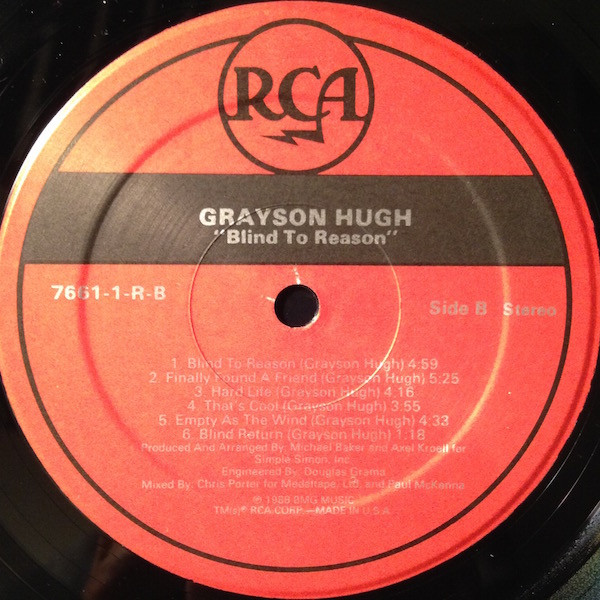 RCA
GRAYSON HUGH
"Blind To Reason"
7661-1-R-B
Side B Stereo
1. Blind To Reason (Grayson Hugh) 4:59
2. Finally Found A Friend (Grayson Hugh) 5:25
3. Hard Life (Grayson Hugh) 4:16
4. That's Cool (Grayson Hugh) 3:55
5. Empty As The Wind (Grayson Hugh) 4:33
6. Blind Return (Grayson Hugh) 1:18
Produced And Arranged By: Michael Baker and Axel Kroell for
Simple Simon, Inc
Engineered By: Douglas Grama
Mixed By: Chris Porter for Medettape, Ltd. and Paul McKenna
℗ 1988 BMG MUSIC
TM(s)® RCA CORP.—MADE IN U.S.A.